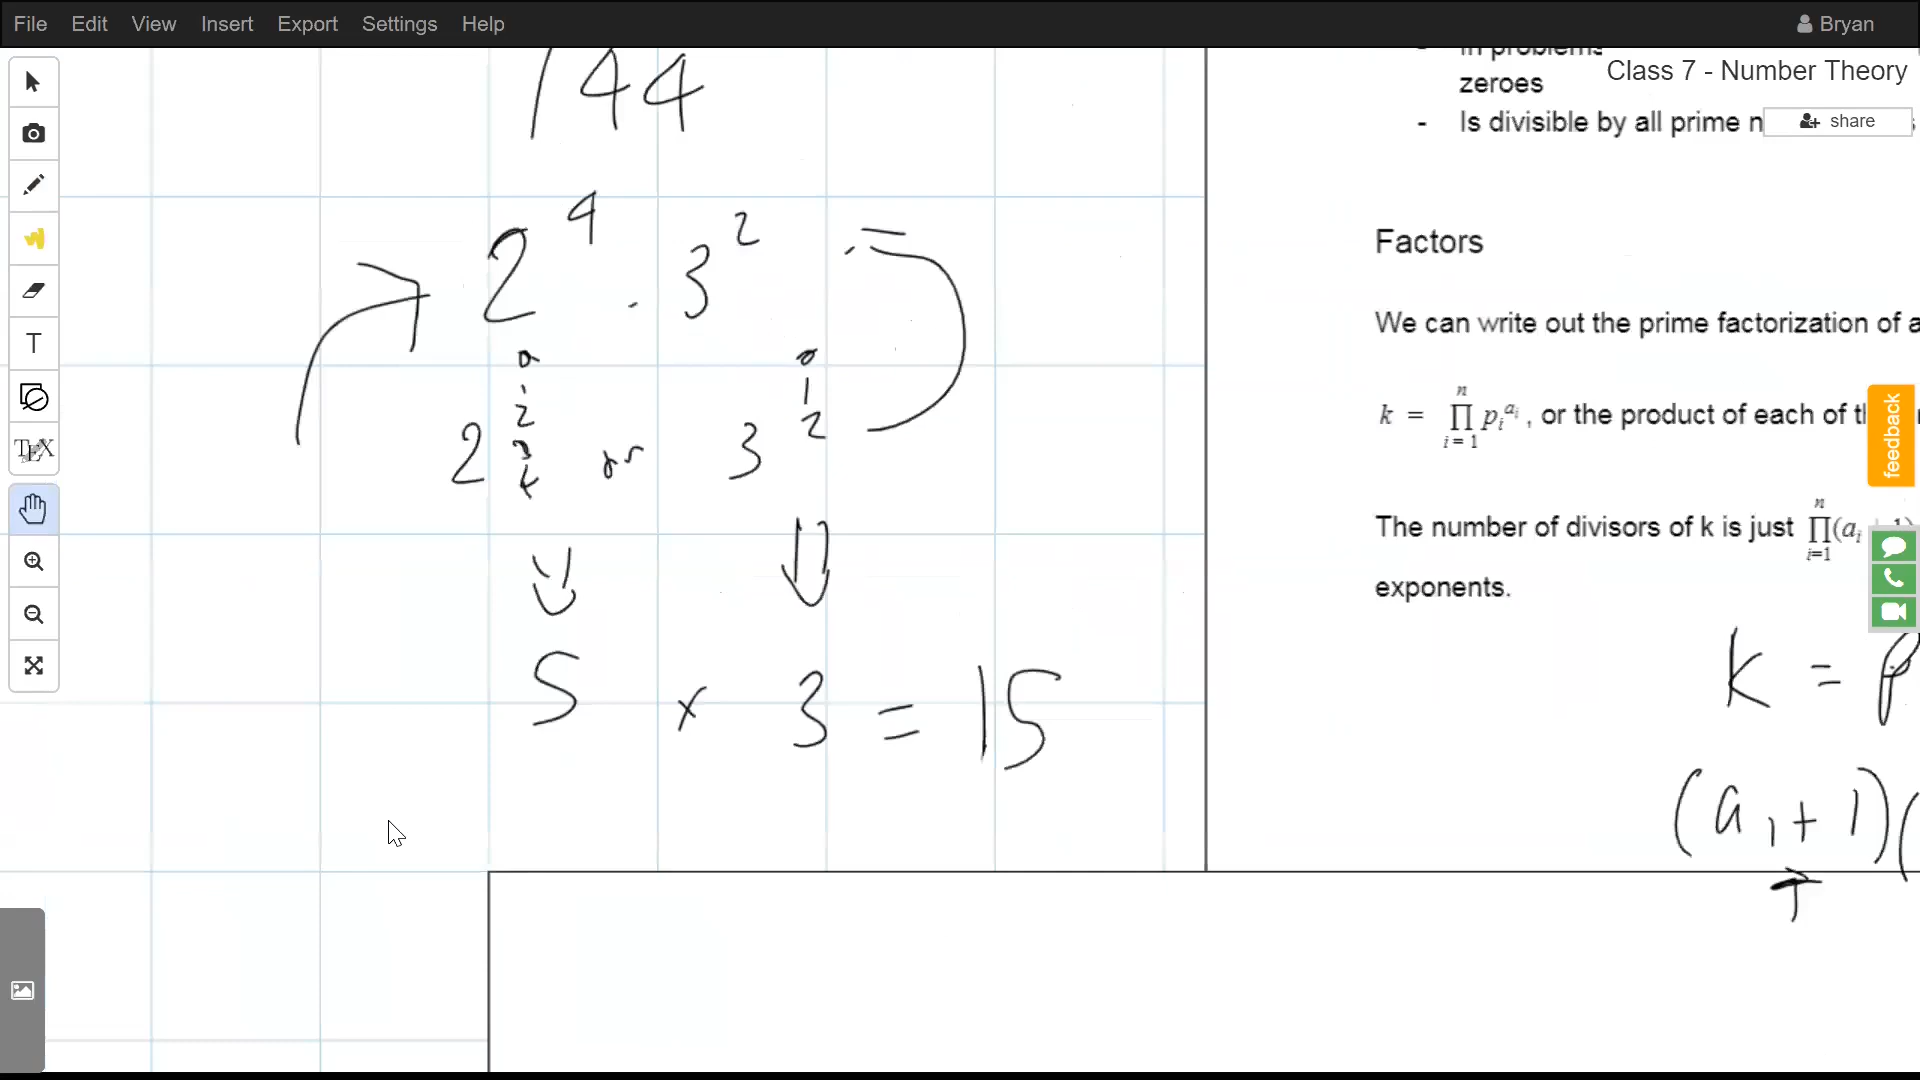 File Edit View Insert Export Settings Help Bryan
Class 7 - Number Theory
share
zeroes
- Is divisible by all prime
Factors
We can write out the prime factorization of
k = ∏ p_i^{a_i}, or the product of each of
n
i = 1
The number of divisors of k is just ∏(a_i + 1)
n
i=1
exponents.
feedback
T
TEX
144
2^4 · 3^2 =
0 0
1 1
2 2
3
4
2 or 3
5 x 3 = 15
k = p
(a_1 + 1)(